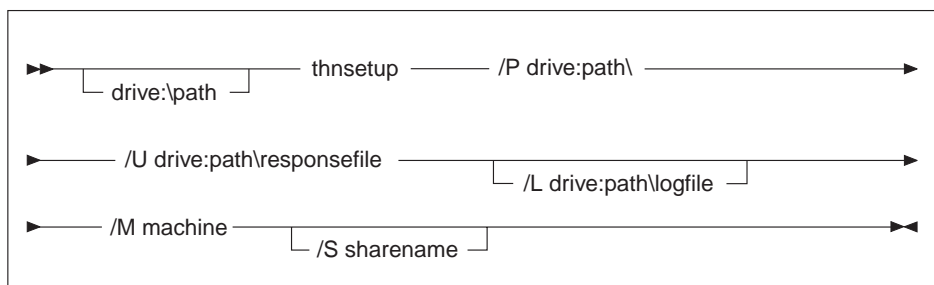 thnsetup /P drive:path\
drive:\path
/U drive:path\responsefile
/L drive:path\logfile
/M machine
/S sharename